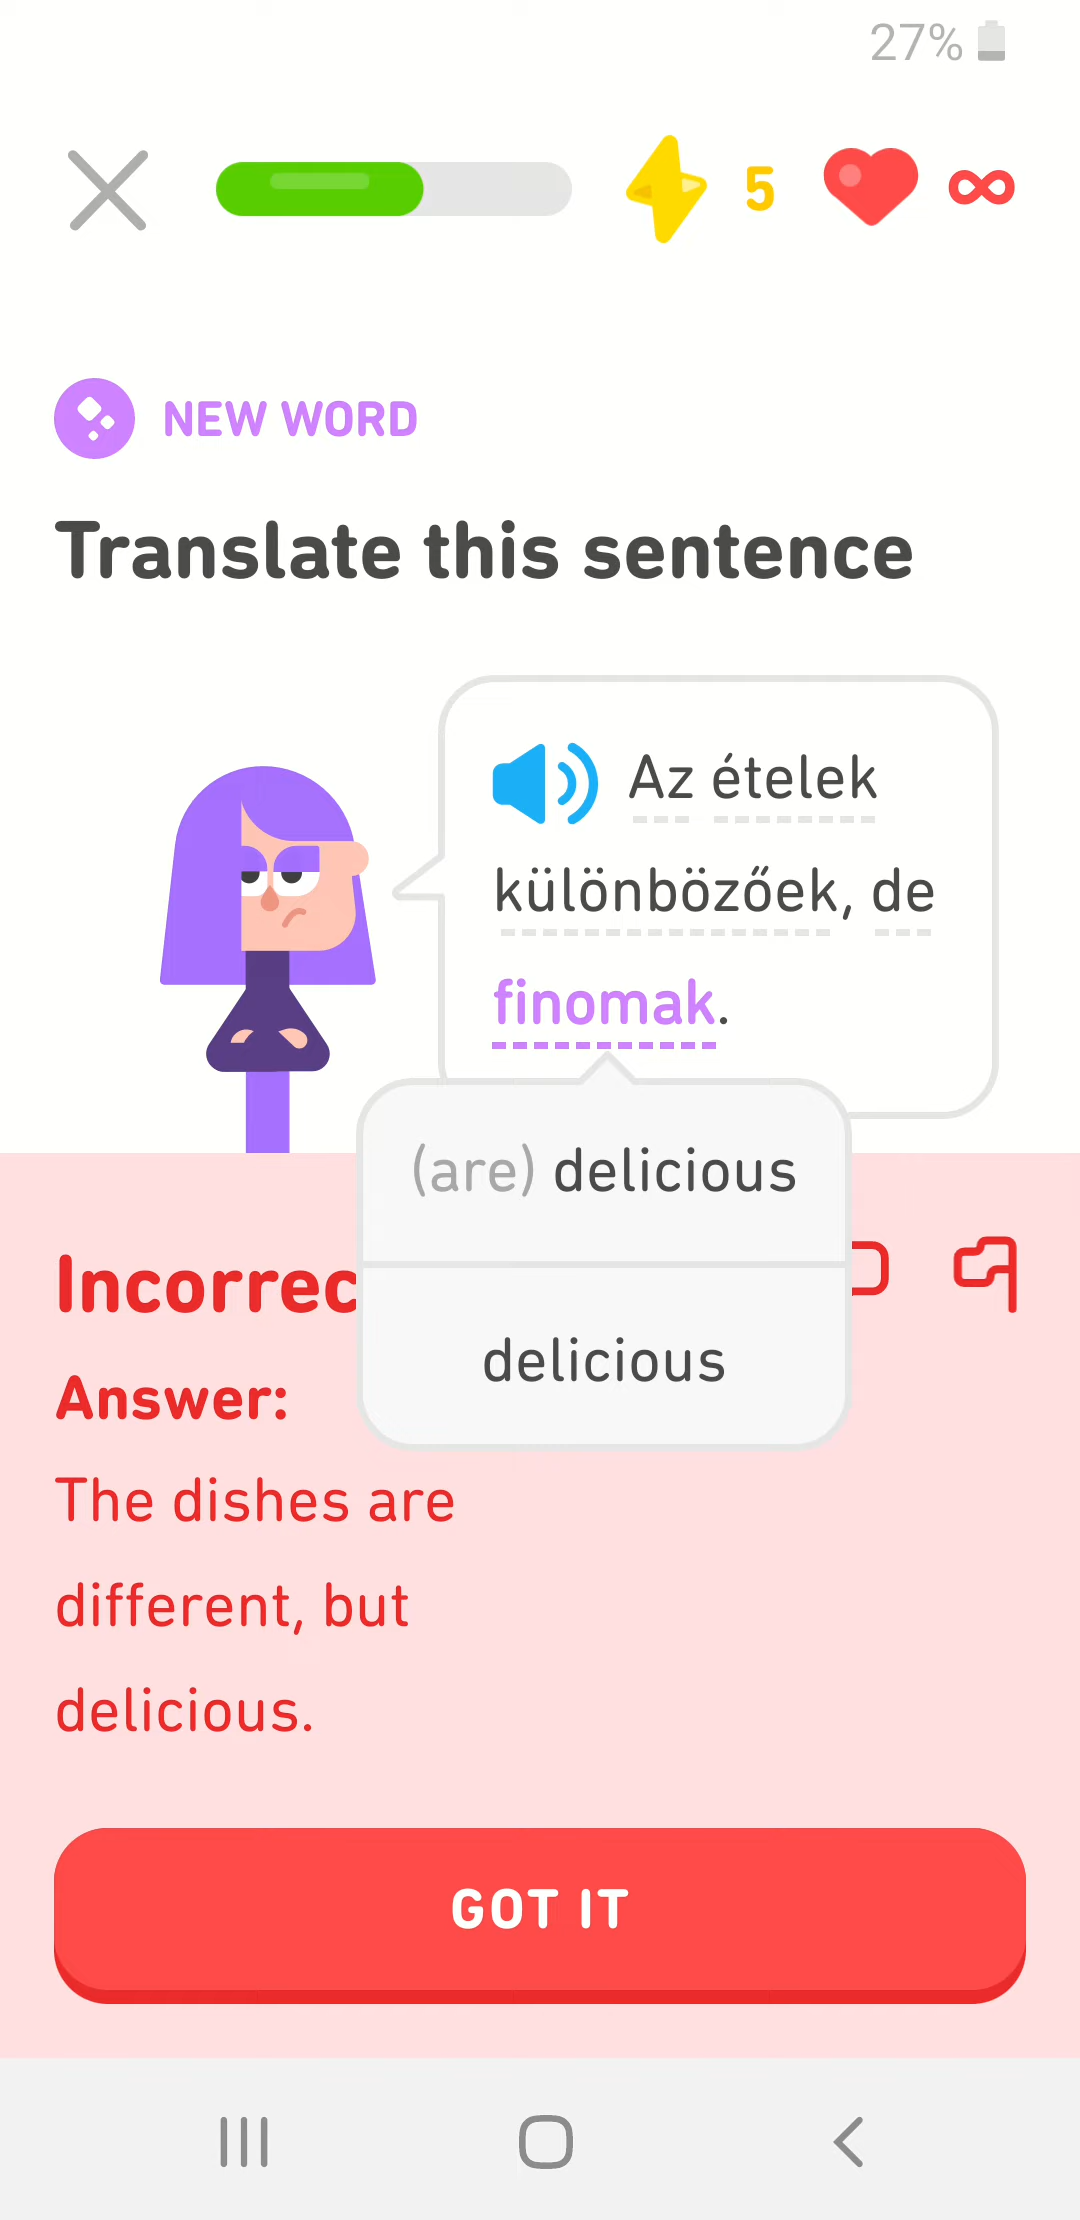 27%
5
NEW WORD
Translate this sentence
Az ételek
különbözőek, de
finomak.
(are) delicious
delicious
Incorrec
Answer:
The dishes are
different, but
delicious.
GOT IT